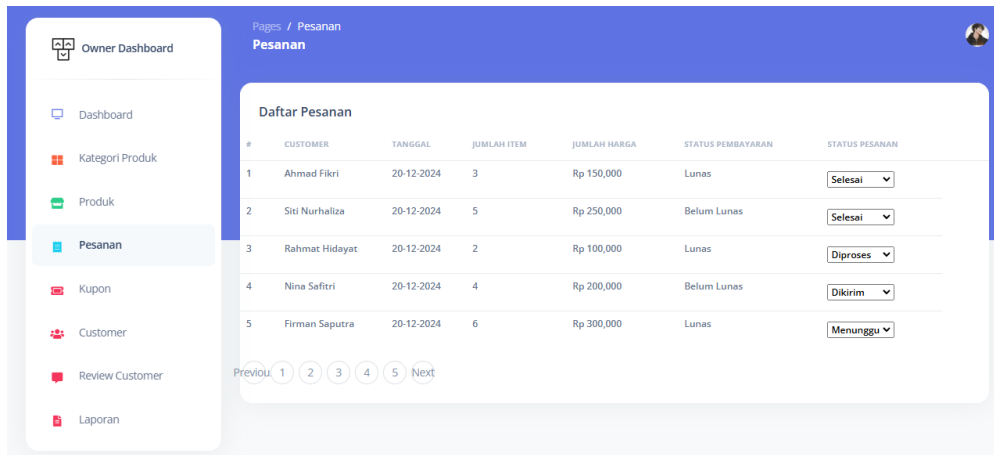 Owner Dashboard
Dashboard
Kategori Produk
Produk
Pesanan
Kupon
Customer
Review Customer
Laporan
Pages / Pesanan
Pesanan
Daftar Pesanan
# CUSTOMER TANGGAL JUMLAH ITEM JUMLAH HARGA STATUS PEMBAYARAN STATUS PESANAN
1 Ahmad Fikri 20-12-2024 3 Rp 150,000 Lunas Selesai
2 Siti Nurhaliza 20-12-2024 5 Rp 250,000 Belum Lunas Selesai
3 Rahmat Hidayat 20-12-2024 2 Rp 100,000 Lunas Diproses
4 Nina Safitri 20-12-2024 4 Rp 200,000 Belum Lunas Dikirim
5 Firman Saputra 20-12-2024 6 Rp 300,000 Lunas Menunggu
Previou 1 2 3 4 5 Next